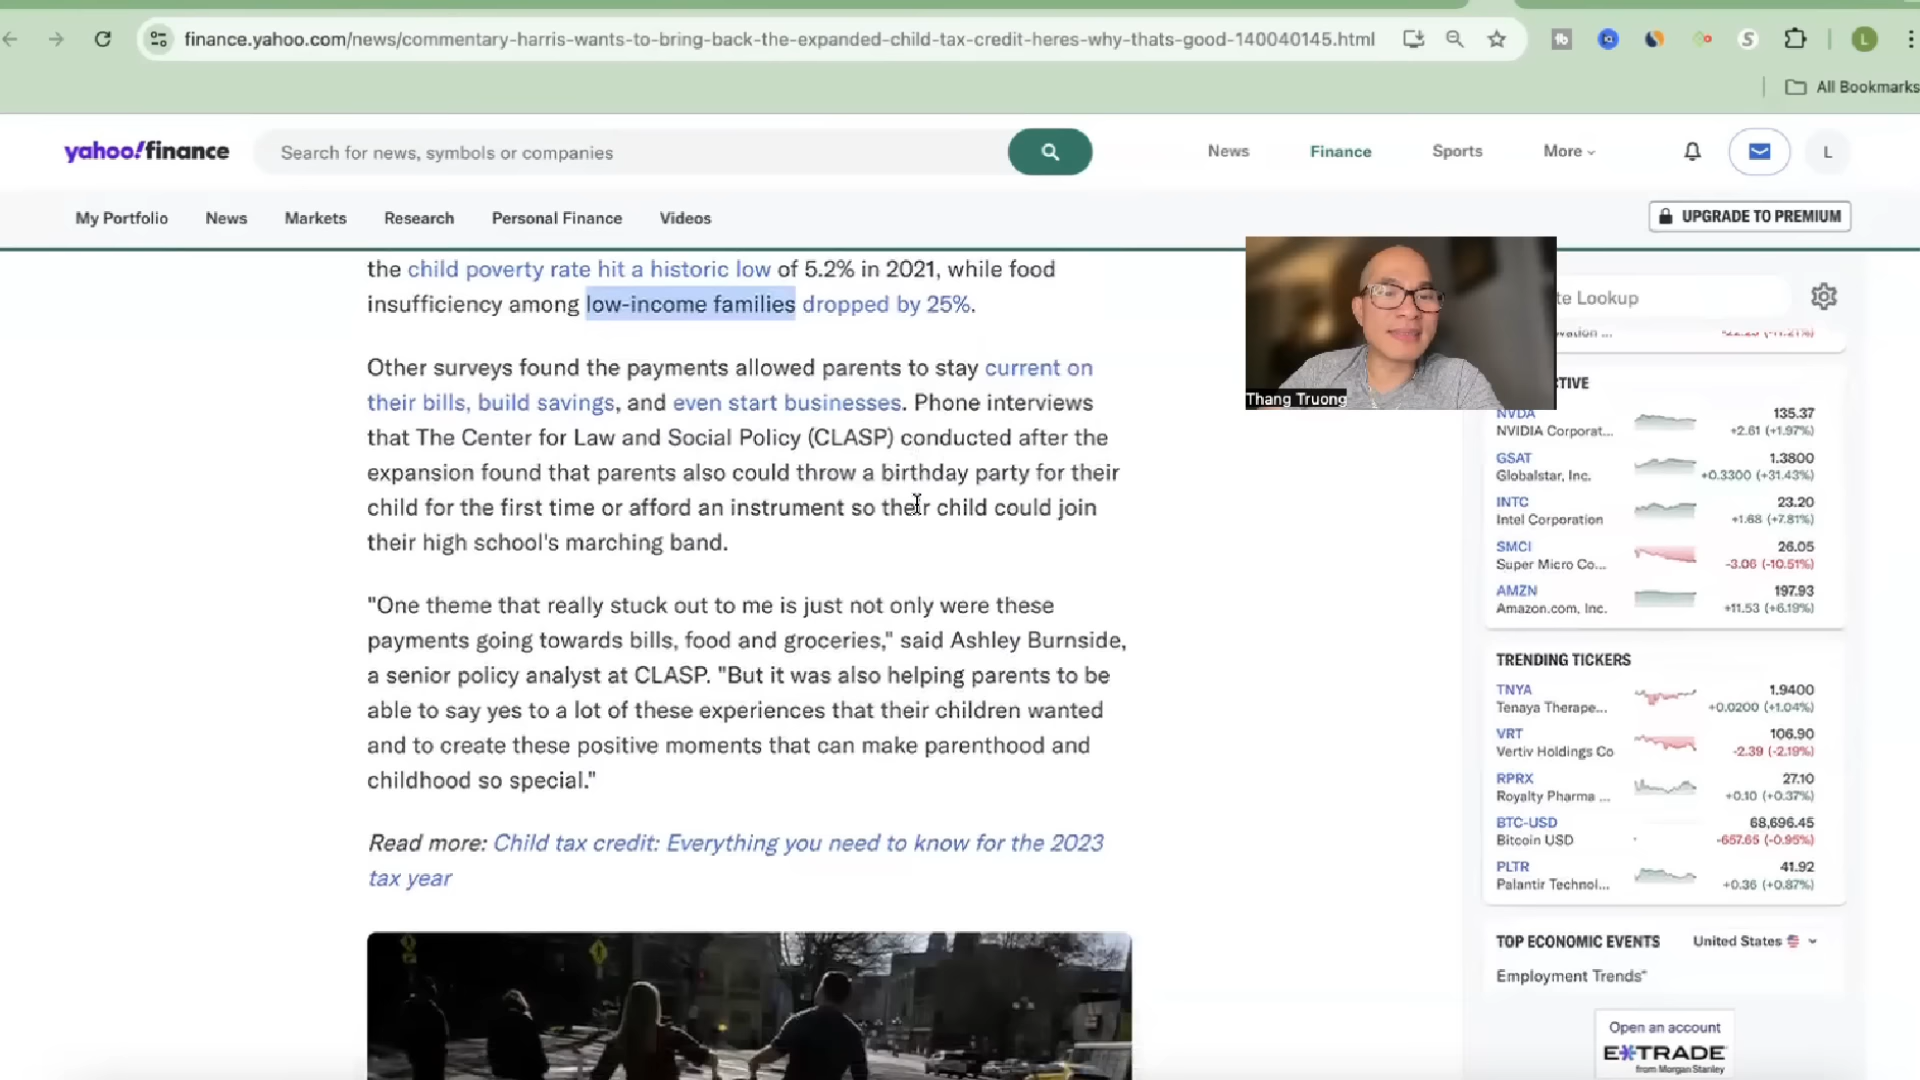 finance.yahoo.com/news/commentary-harris-wants-to-bring-back-the-expanded-child-tax-credit-heres-why-thats-good-140040145.html
S
L
All Bookmarks
yahoo!finance
Search for news, symbols or companies
News
Finance
Sports
More
L
My Portfolio
News
Markets
Research
Personal Finance
Videos
UPGRADE TO PREMIUM
the child poverty rate hit a historic low of 5.2% in 2021, while food
insufficiency among low-income families dropped by 25%.
Other surveys found the payments allowed parents to stay current on
their bills, build savings, and even start businesses. Phone interviews
that The Center for Law and Social Policy (CLASP) conducted after the
expansion found that parents also could throw a birthday party for their
child for the first time or afford an instrument so their child could join
their high school's marching band.
"One theme that really stuck out to me is just not only were these
payments going towards bills, food and groceries," said Ashley Burnside,
a senior policy analyst at CLASP. "But it was also helping parents to be
able to say yes to a lot of these experiences that their children wanted
and to create these positive moments that can make parenthood and
childhood so special."
Read more: Child tax credit: Everything you need to know for the 2023
tax year
Thang Truong
Lookup
NVDA 135.37
NVIDIA Corporat... +2.61 (+1.97%)
GSAT 1.3800
Globalstar, Inc. +0.3300 (+31.43%)
INTC 23.20
Intel Corporation +1.68 (+7.81%)
SMCI 26.05
Super Micro Co... -3.06 (-10.51%)
AMZN 197.93
Amazon.com, Inc. +11.53 (+6.19%)
TRENDING TICKERS
TNYA 1.9400
Tenaya Therape... +0.0200 (+1.04%)
VRT 106.90
Vertiv Holdings Co -2.39 (-2.19%)
RPRX 27.10
Royalty Pharma ... +0.10 (+0.37%)
BTC-USD 68,696.45
Bitcoin USD -657.65 (-0.95%)
PLTR 41.92
Palantir Technol... +0.36 (+0.87%)
TOP ECONOMIC EVENTS United States
Employment Trends*
Open an account
E*TRADE
from Morgan Stanley